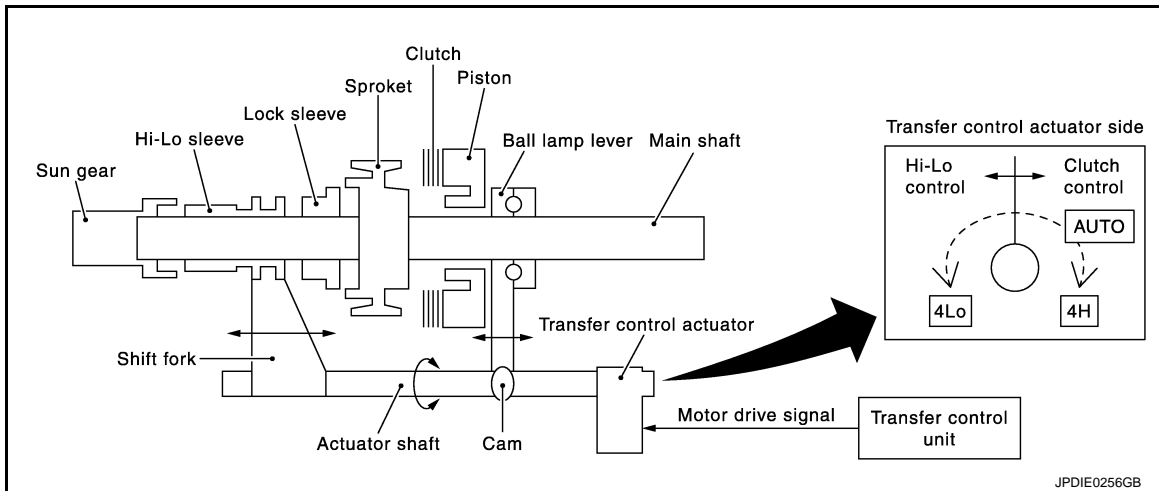 Clutch
Piston
Sproket
Lock sleeve
Hi-Lo sleeve
Sun gear
Ball lamp lever
Main shaft
Transfer control actuator side
Hi-Lo
control
Clutch
control
AUTO
4Lo
4H
Transfer control actuator
Shift fork
Actuator shaft
Cam
Motor drive signal
Transfer control
unit
JPDIE0256GB